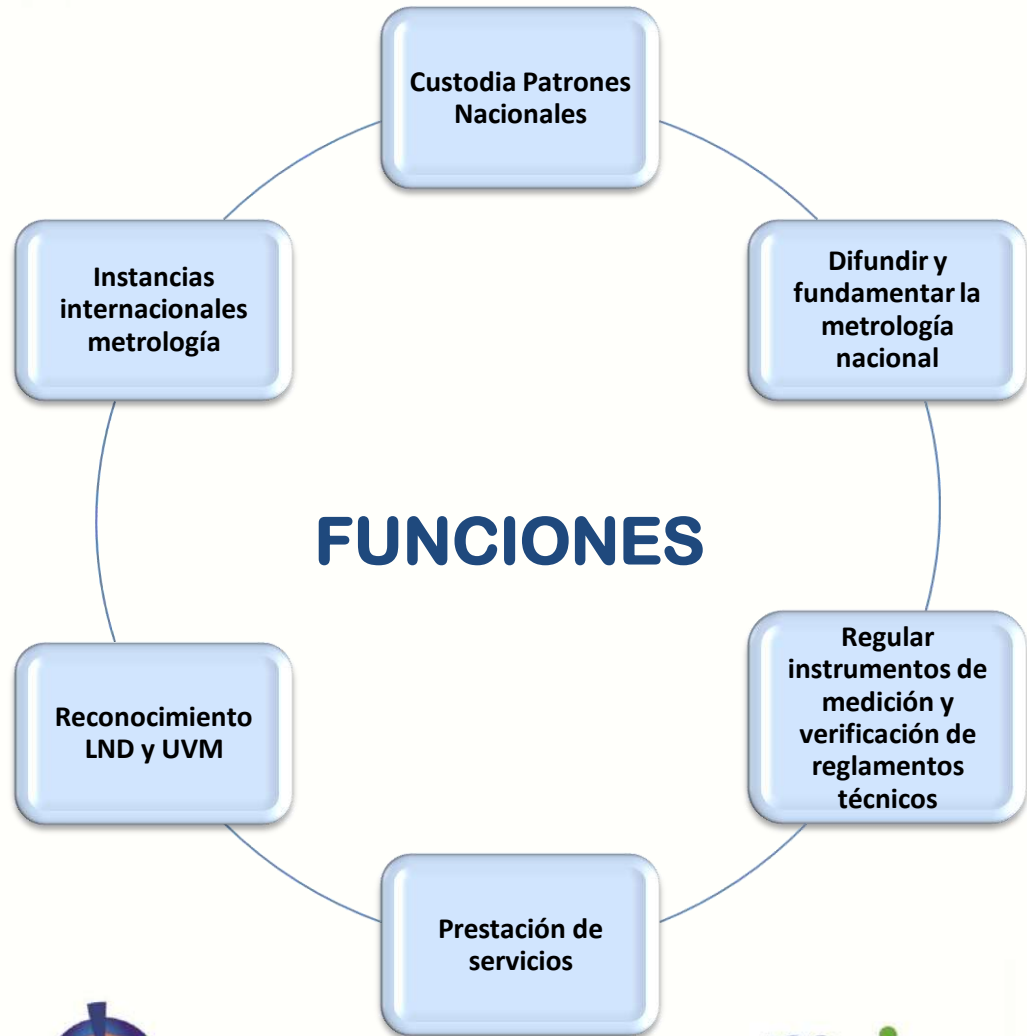 Custodia Patrones
Nacionales
Instancias
internacionales
metrología
Difundir y
fundamentar la
metrología
nacional
FUNCIONES
Reconocimiento
LND y UVM
Regular
instrumentos de
medición y
verificación de
reglamentos
técnicos
Prestación de
servicios